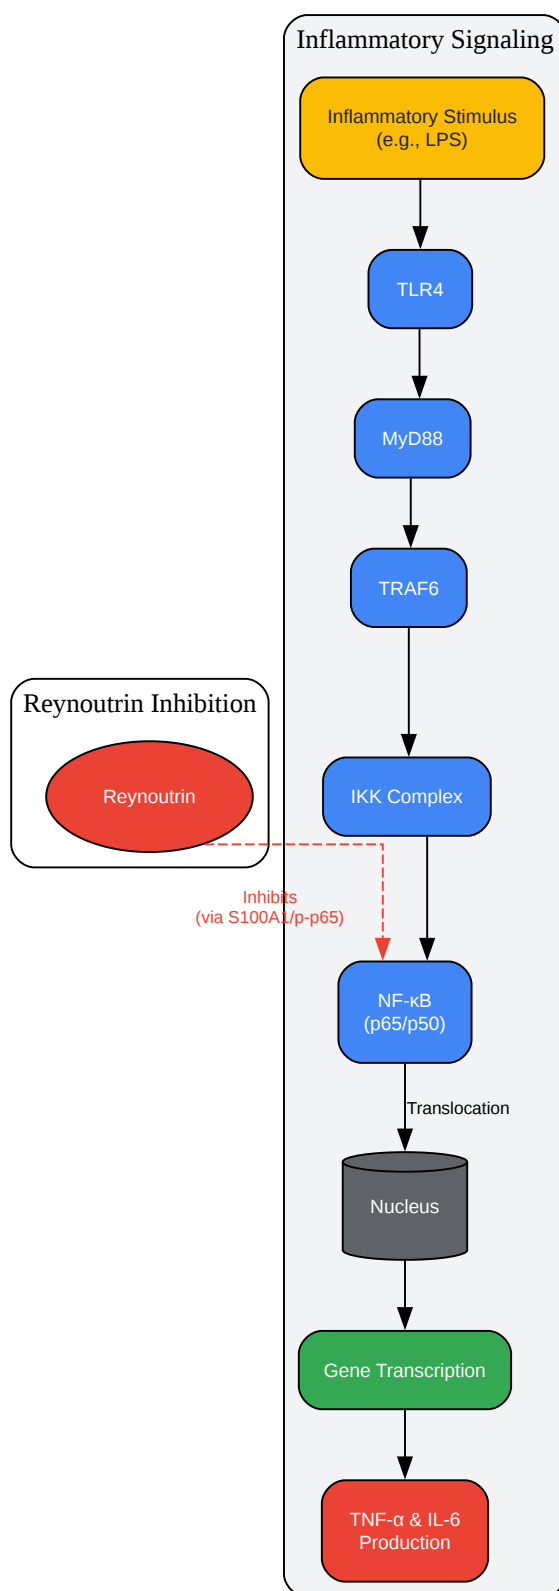 Inflammatory Signaling
Inflammatory Stimulus
(e.g., LPS)
TLR4
MyD88
TRAF6
Reynoutrin Inhibition
Reynoutrin
IKK Complex
Inhibits
(via S100A1/p-p65)
NF-κB
(p65/p50)
Translocation
Nucleus
Gene Transcription
TNF-α & IL-6
Production